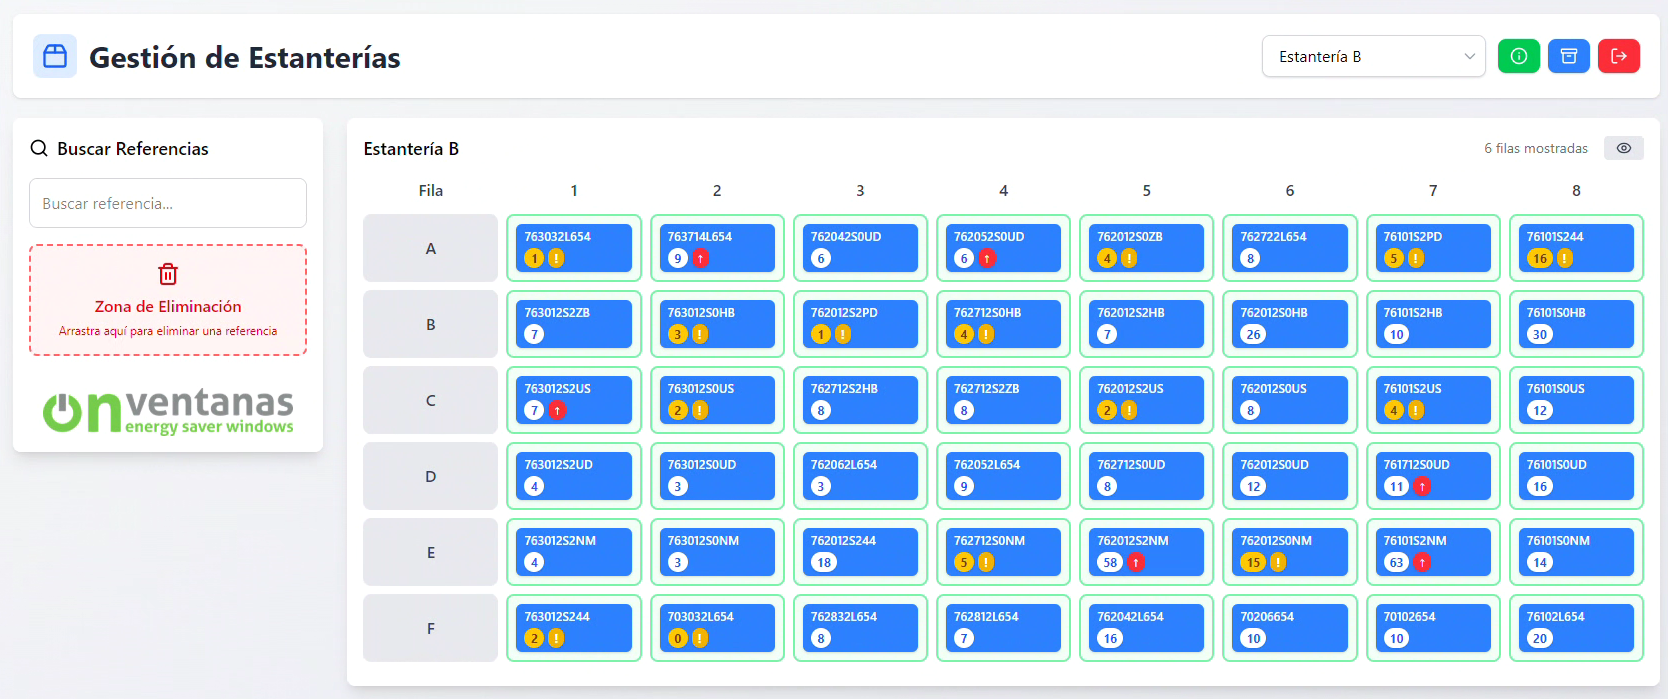 Gestión de Estanterías
Estantería B
Buscar Referencias
Buscar referencia...
Zona de Eliminación
Arrastra aquí para eliminar una referencia
onventanas
energy saver windows
Estantería B
6 filas mostradas
Fila 1 2 3 4 5 6 7 8
A
763032L654 763714L654 762042S0UD 762052S0UD 762012S0ZB 762722L654 76101S2PD 76101S244
1 ! 9 ↑ 6 6 ↑ 4 ! 8 5 ! 16 !
B
763012S2ZB 763012S0HB 762012S2PD 762712S0HB 762012S2HB 762012S0HB 76101S2HB 76101S0HB
7 3 ! 1 ! 4 ! 7 26 10 30
C
763012S2US 763012S0US 762712S2HB 762712S2ZB 762012S2US 762012S0US 76101S2US 76101S0US
7 ↑ 2 ! 8 8 2 ! 8 4 ! 12
D
763012S2UD 763012S0UD 762062L654 762052L654 762712S0UD 762012S0UD 761712S0UD 76101S0UD
4 3 3 9 8 12 11 ↑ 16
E
763012S2NM 763012S0NM 762012S244 762712S0NM 762012S2NM 762012S0NM 76101S2NM 76101S0NM
4 3 18 5 ! 58 ↑ 15 ! 63 ↑ 14
F
763012S244 703032L654 762832L654 762812L654 762042L654 70206654 70102654 76102L654
2 ! 0 ! 8 7 16 10 10 20